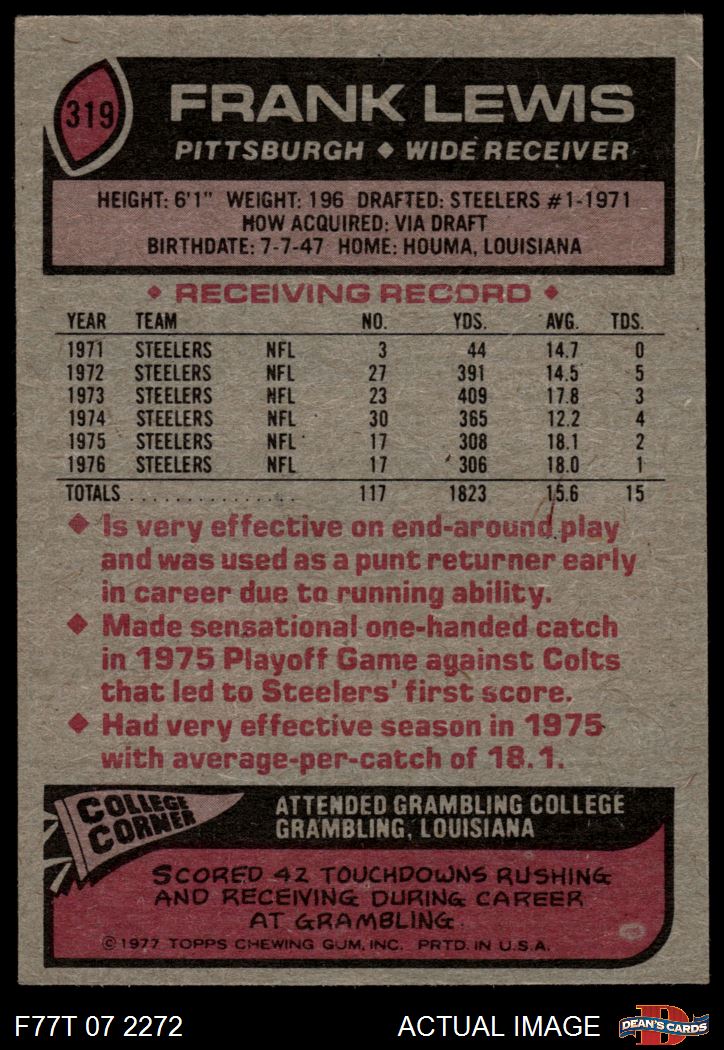 319
FRANK LEWIS
PITTSBURGH ♦ WIDE RECEIVER
HEIGHT: 6'1" WEIGHT: 196 DRAFTED: STEELERS #1-1971
HOW ACQUIRED: VIA DRAFT
BIRTHDATE: 7-7-47 HOME: HOUMA, LOUISIANA
♦ RECEIVING RECORD ♦
YEAR TEAM NO. YDS. AVG. TDS.
1971 STEELERS NFL 3 44 14.7 0
1972 STEELERS NFL 27 391 14.5 5
1973 STEELERS NFL 23 409 17.8 3
1974 STEELERS NFL 30 365 12.2 4
1975 STEELERS NFL 17 308 18.1 2
1976 STEELERS NFL 17 306 18.0 1
TOTALS . . . . . . . . . . . . . . . 117 1823 15.6 15
♦ Is very effective on end-around play
and was used as a punt returner early
in career due to running ability.
♦ Made sensational one-handed catch
in 1975 Playoff Game against Colts
that led to Steelers' first score.
♦ Had very effective season in 1975
with average-per-catch of 18.1.
COLLEGE
CORNER
ATTENDED GRAMBLING COLLEGE
GRAMBLING, LOUISIANA
SCORED 42 TOUCHDOWNS RUSHING
AND RECEIVING DURING CAREER
AT GRAMBLING.
©1977 TOPPS CHEWING GUM, INC. PRTD. IN U.S.A.
F77T 07 2272 ACTUAL IMAGE
D
DEAN'S CARDS